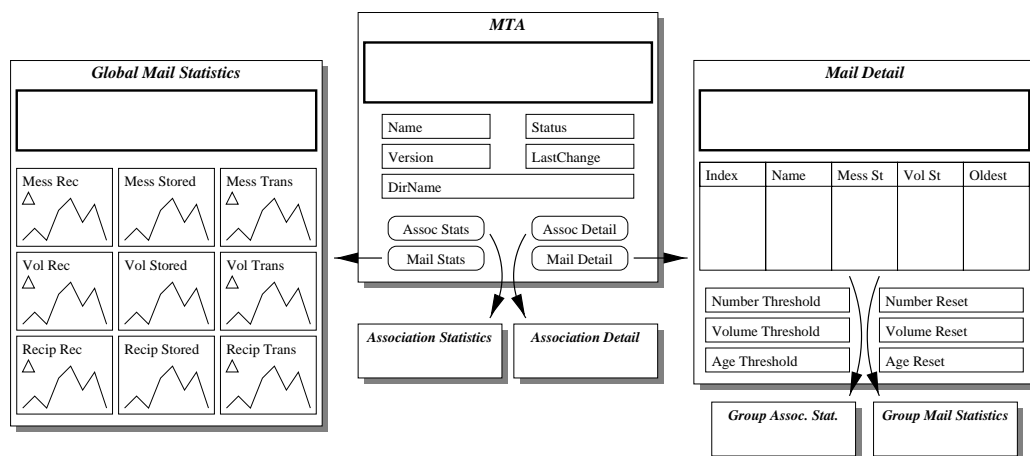 MTA
Global Mail Statistics
Mail Detail
Name Status
Version LastChange
DirName
Assoc Stats Assoc Detail
Mail Stats Mail Detail
Mess Rec Mess Stored Mess Trans
Vol Rec Vol Stored Vol Trans
Recip Rec Recip Stored Recip Trans
Association Statistics Association Detail
Index Name Mess St Vol St Oldest
Number Threshold Number Reset
Volume Threshold Volume Reset
Age Threshold Age Reset
Group Assoc. Stat. Group Mail Statistics